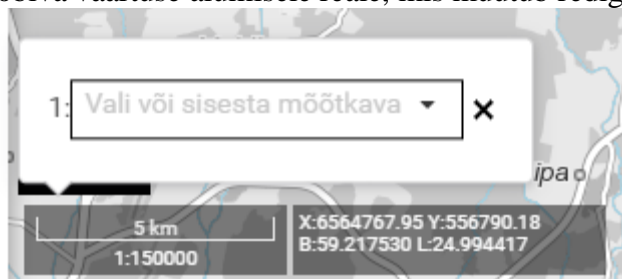 1: Vali või sisesta mõõtkava
ipa
5 km
1:150000
X:6564767.95 Y:556790.18
B:59.217530 L:24.994417